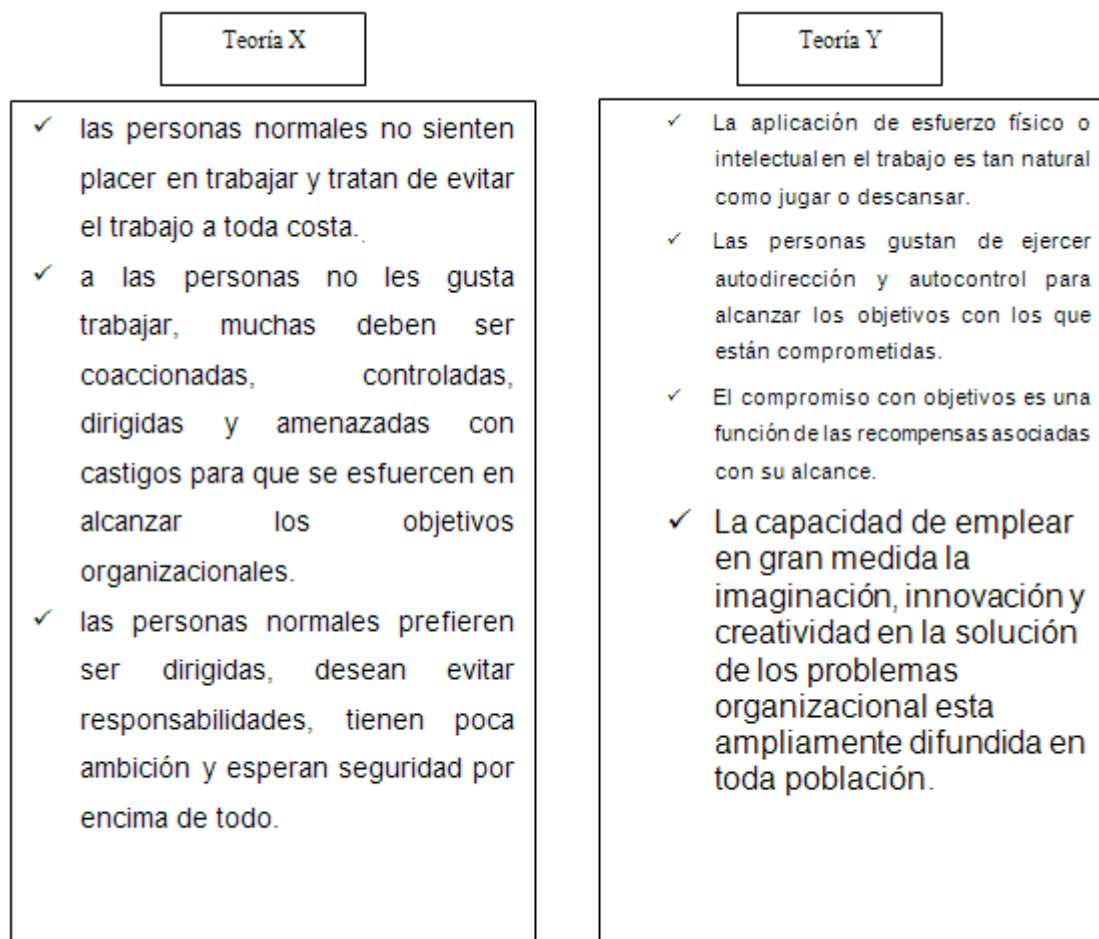 Teoría X
las personas normales no sienten
placer en trabajar y tratan de evitar
el trabajo a toda costa..
a las personas no les gusta
trabajar, muchas deben ser
coaccionadas, controladas,
dirigidas y amenazadas con
castigos para que se esfuercen en
alcanzar los objetivos
organizacionales.
las personas normales prefieren
ser dirigidas, desean evitar
responsabilidades, tienen poca
ambición y esperan seguridad por
encima de todo.
Teoría Y
La aplicación de esfuerzo físico o
intelectual en el trabajo es tan natural
como jugar o descansar.
Las personas gustan de ejercer
autodirección y autocontrol para
alcanzar los objetivos con los que
están comprometidas.
El compromiso con objetivos es una
función de las recompensas asociadas
con su alcance.
La capacidad de emplear
en gran medida la
imaginación, innovación y
creatividad en la solución
de los problemas
organizacional esta
ampliamente difundida en
toda población.